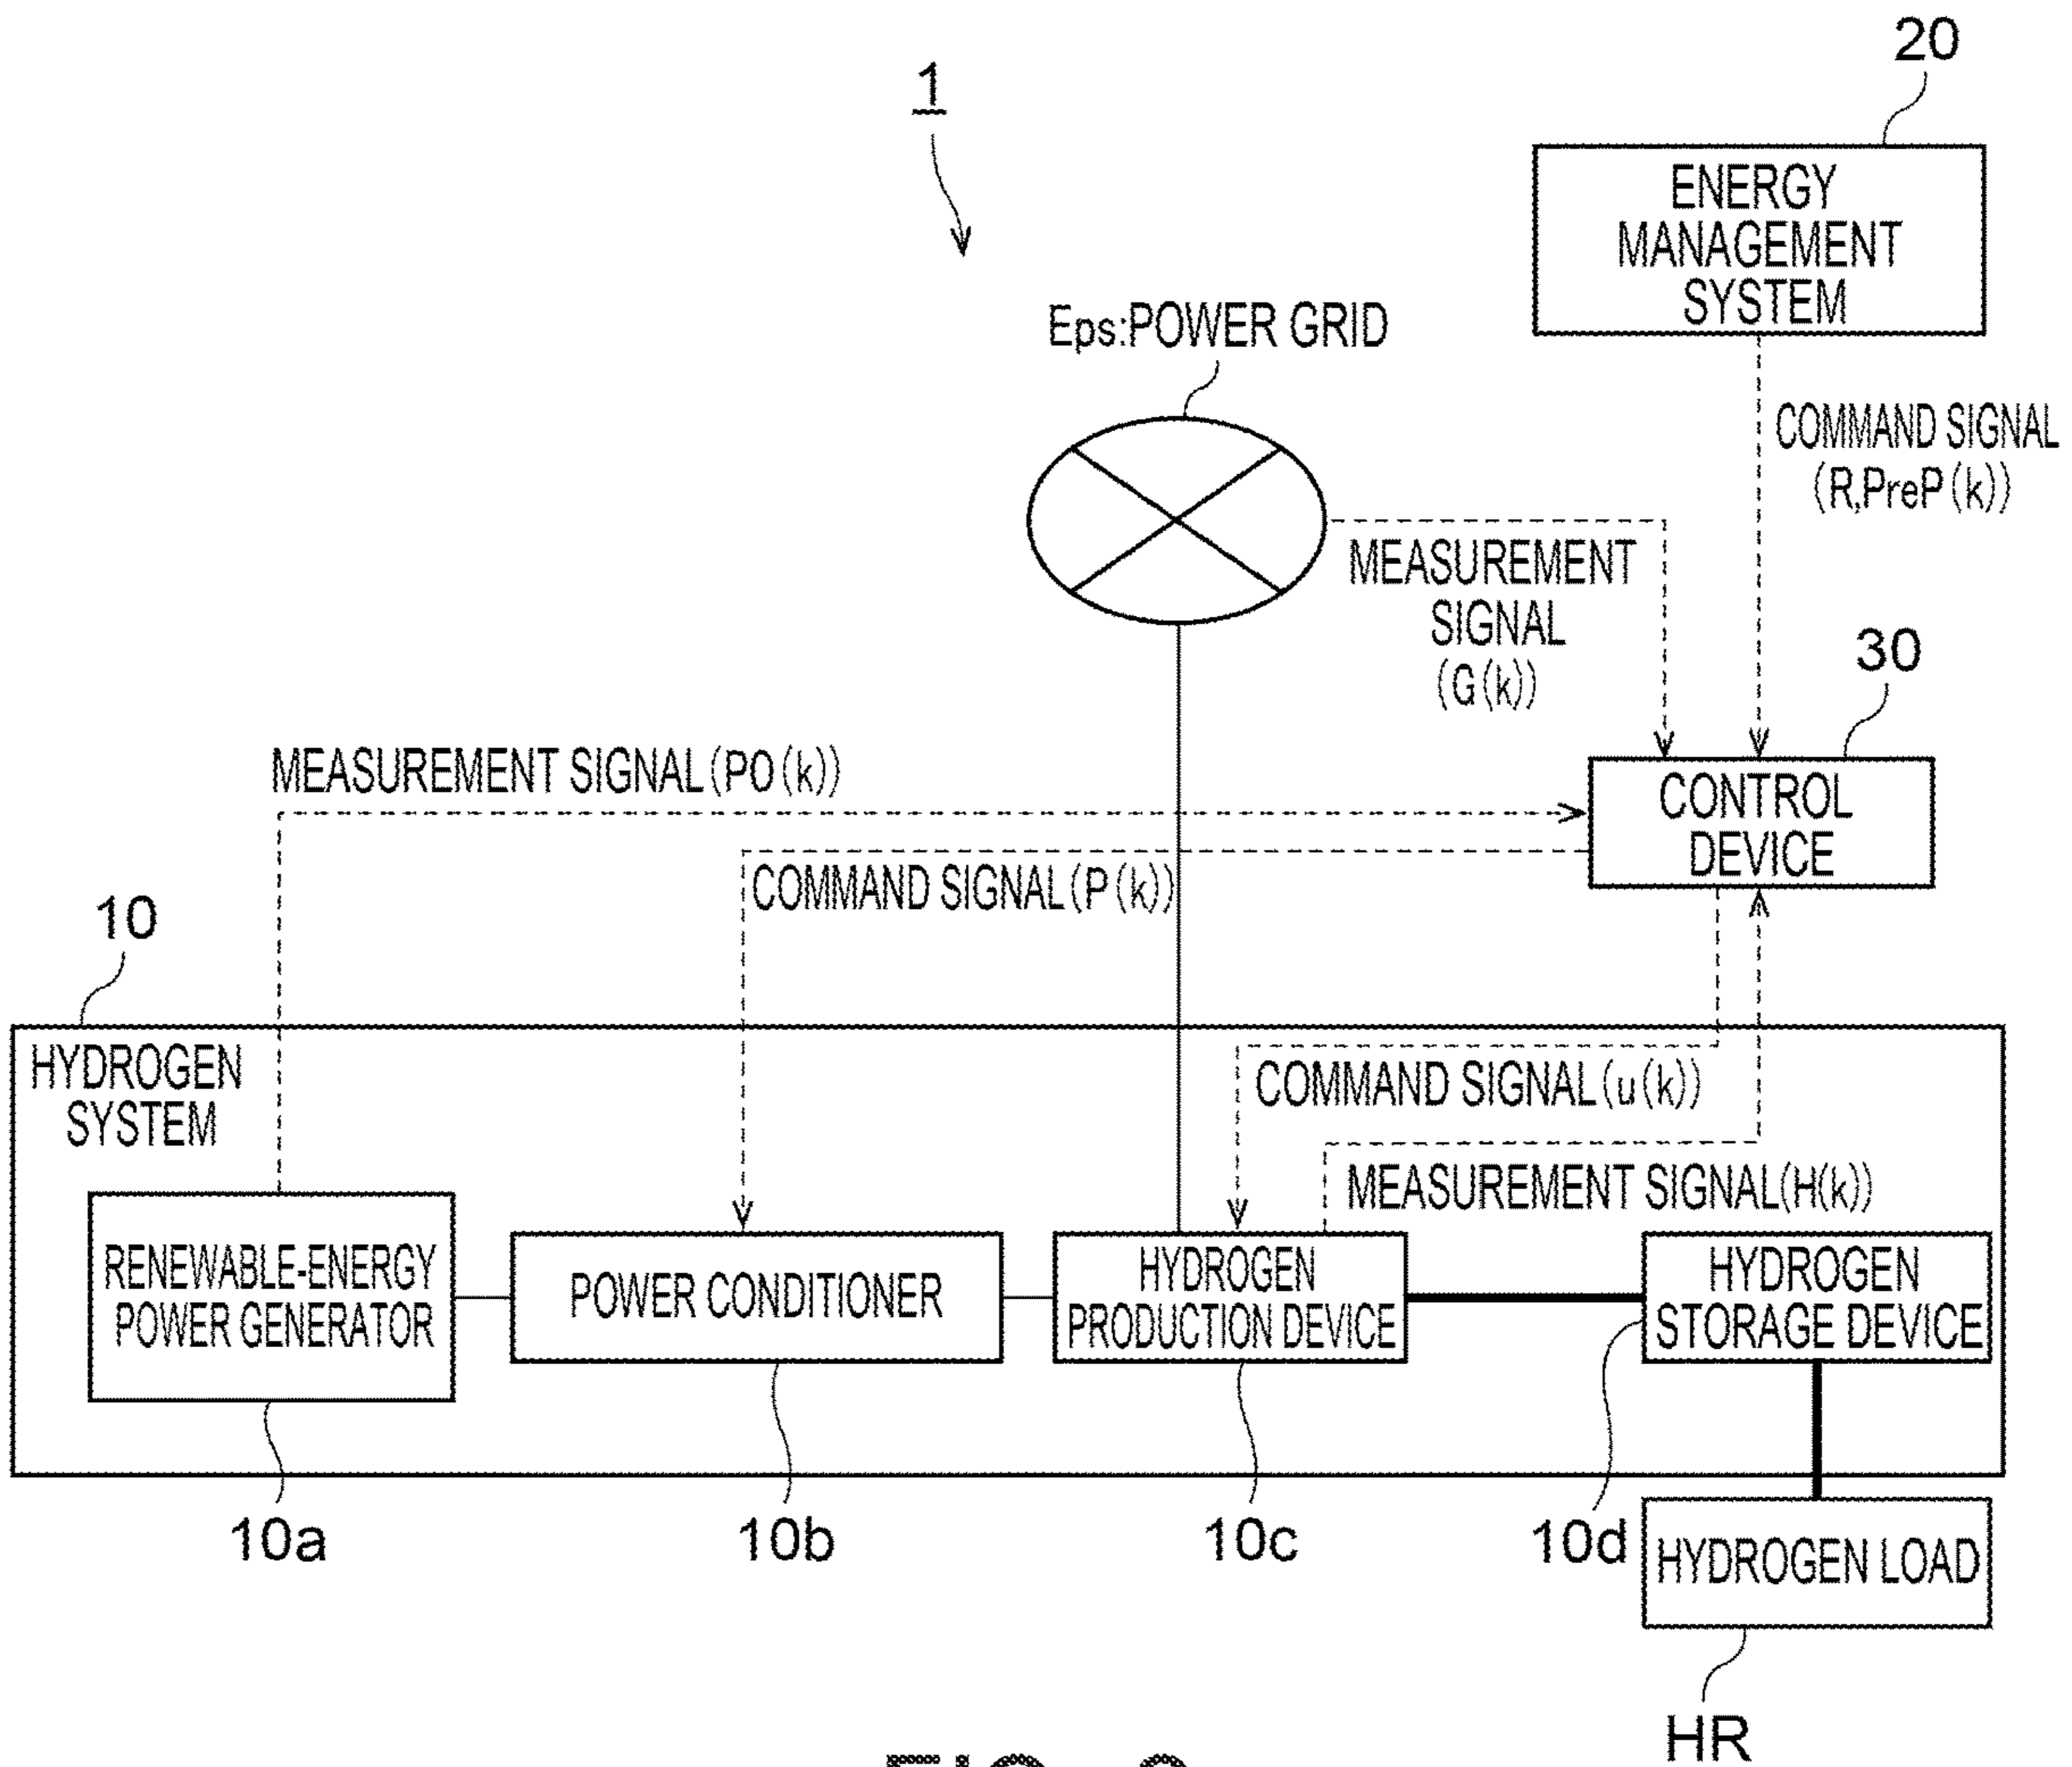 20
1
ENERGY
MANAGEMENT
SYSTEM
Eps:POWER GRID
COMMAND SIGNAL
(R,PreP(k))
MEASUREMENT
SIGNAL
(G(k))
30
MEASUREMENT SIGNAL(PO(k))
CONTROL
DEVICE
COMMAND SIGNAL(P(k))
10
HYDROGEN
SYSTEM
COMMAND SIGNAL(u(k))
MEASUREMENT SIGNAL(H(k))
RENEWABLE-ENERGY
POWER GENERATOR
POWER CONDITIONER
HYDROGEN
PRODUCTION DEVICE
HYDROGEN
STORAGE DEVICE
10a
10b
10c
10d
HYDROGEN LOAD
HR